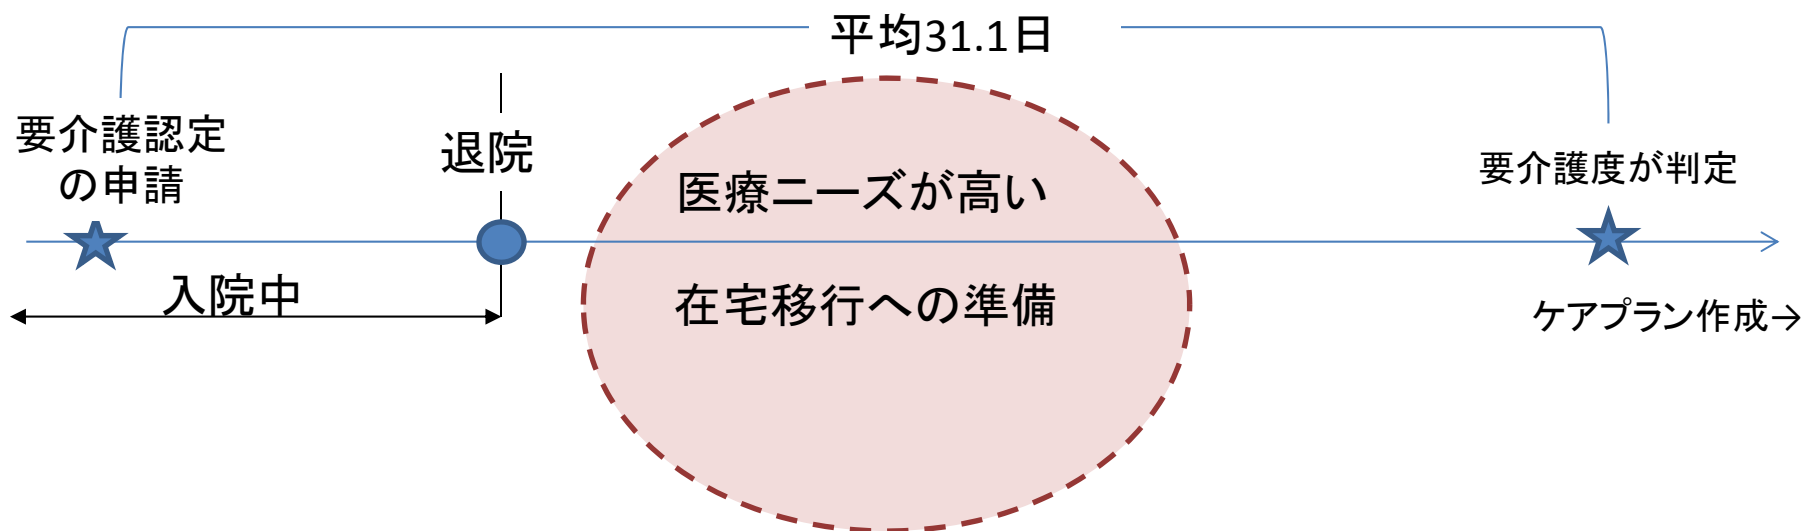 平均31.1日
要介護認定
の申請
退院
医療ニーズが高い
要介護度が判定
入院中
在宅移行への準備
ケアプラン作成→